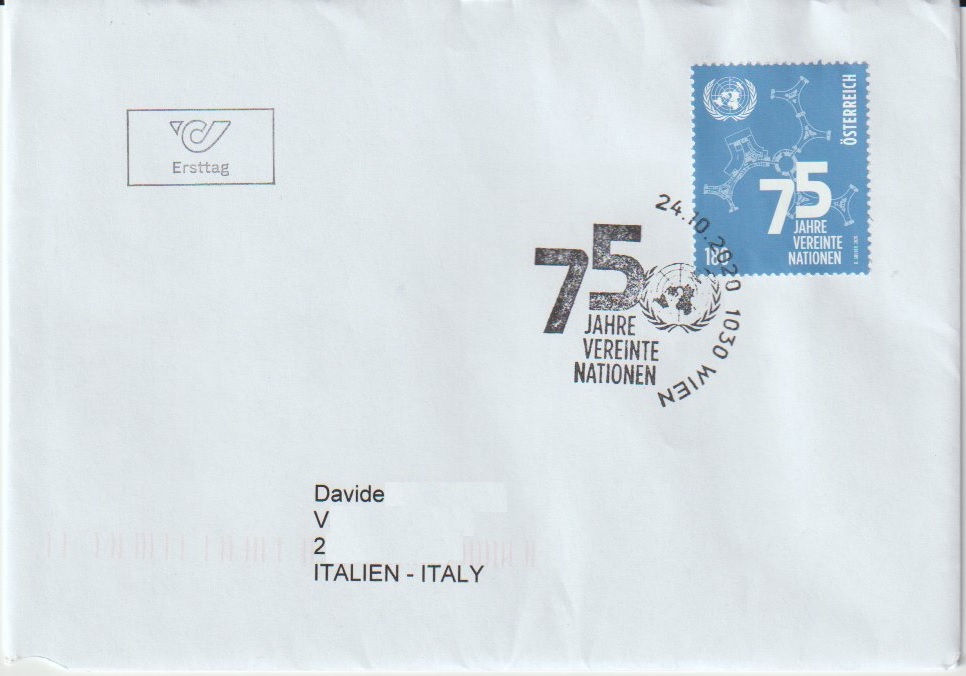 Ersttag
ÖSTERREICH
75
JAHRE
VEREINTE
NATIONEN
24.10.2020 1030 WIEN
75
JAHRE
VEREINTE
NATIONEN
Davide
V
2
ITALIEN - ITALY